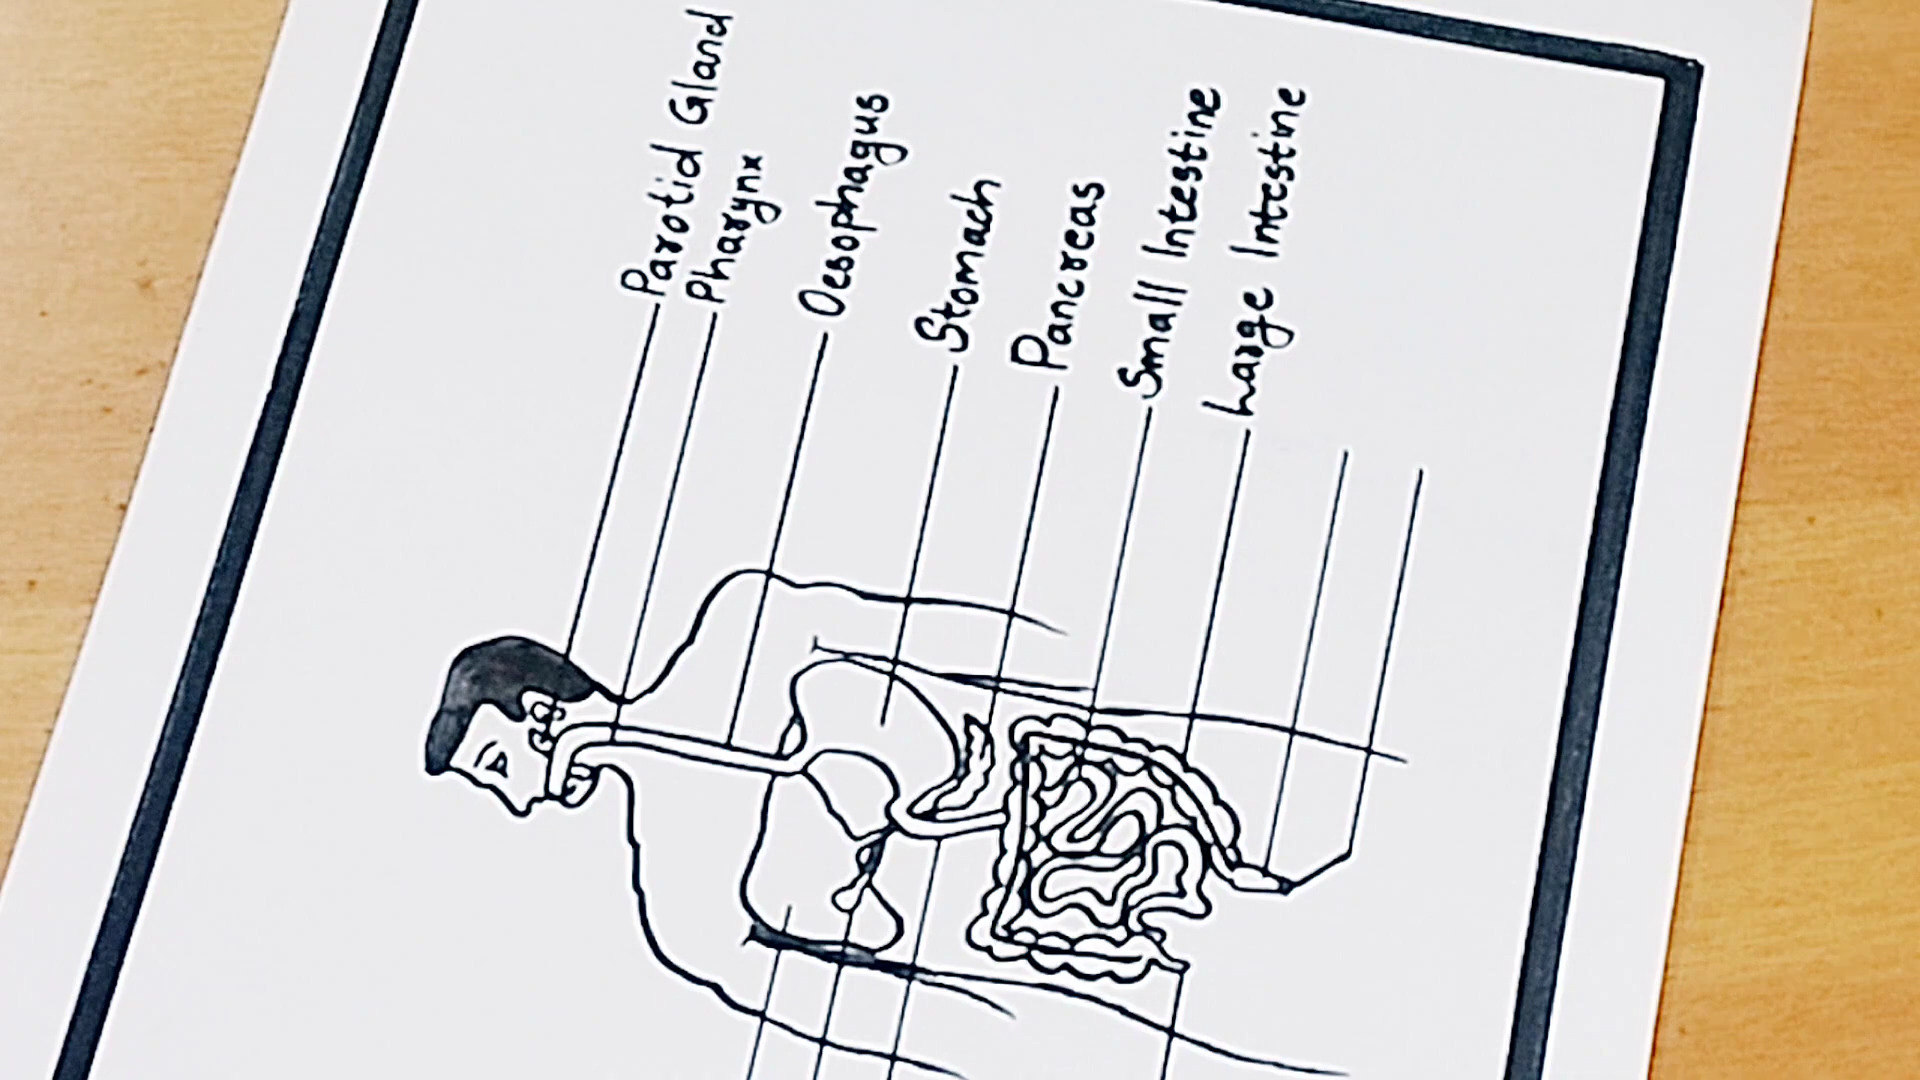 Parotid Gland
Pharynx
Oesophagus
Stomach
Pancreas
Small Intestine
Large Intestine